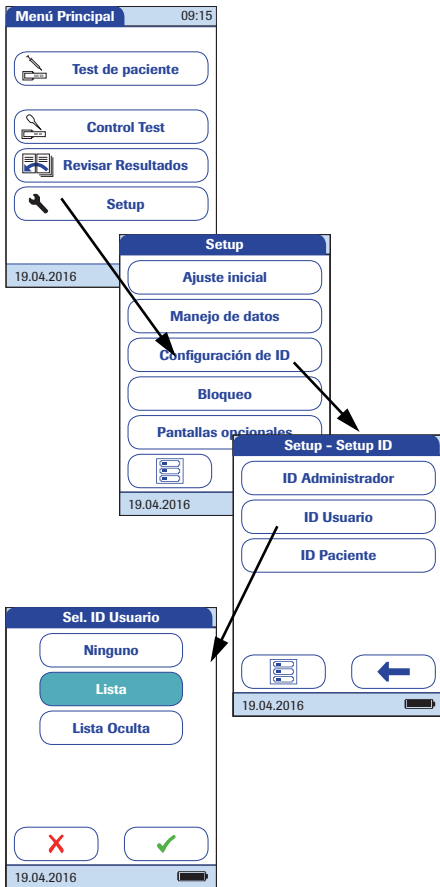 Menú Principal 09:15
Test de paciente
Control Test
Revisar Resultados
Setup
19.04.2016
Setup
Ajuste inicial
Manejo de datos
Configuración de ID
Bloqueo
Pantallas opcionales
19.04.2016
Setup - Setup ID
ID Administrador
ID Usuario
ID Paciente
19.04.2016
Sel. ID Usuario
Ninguno
Lista
Lista Oculta
19.04.2016